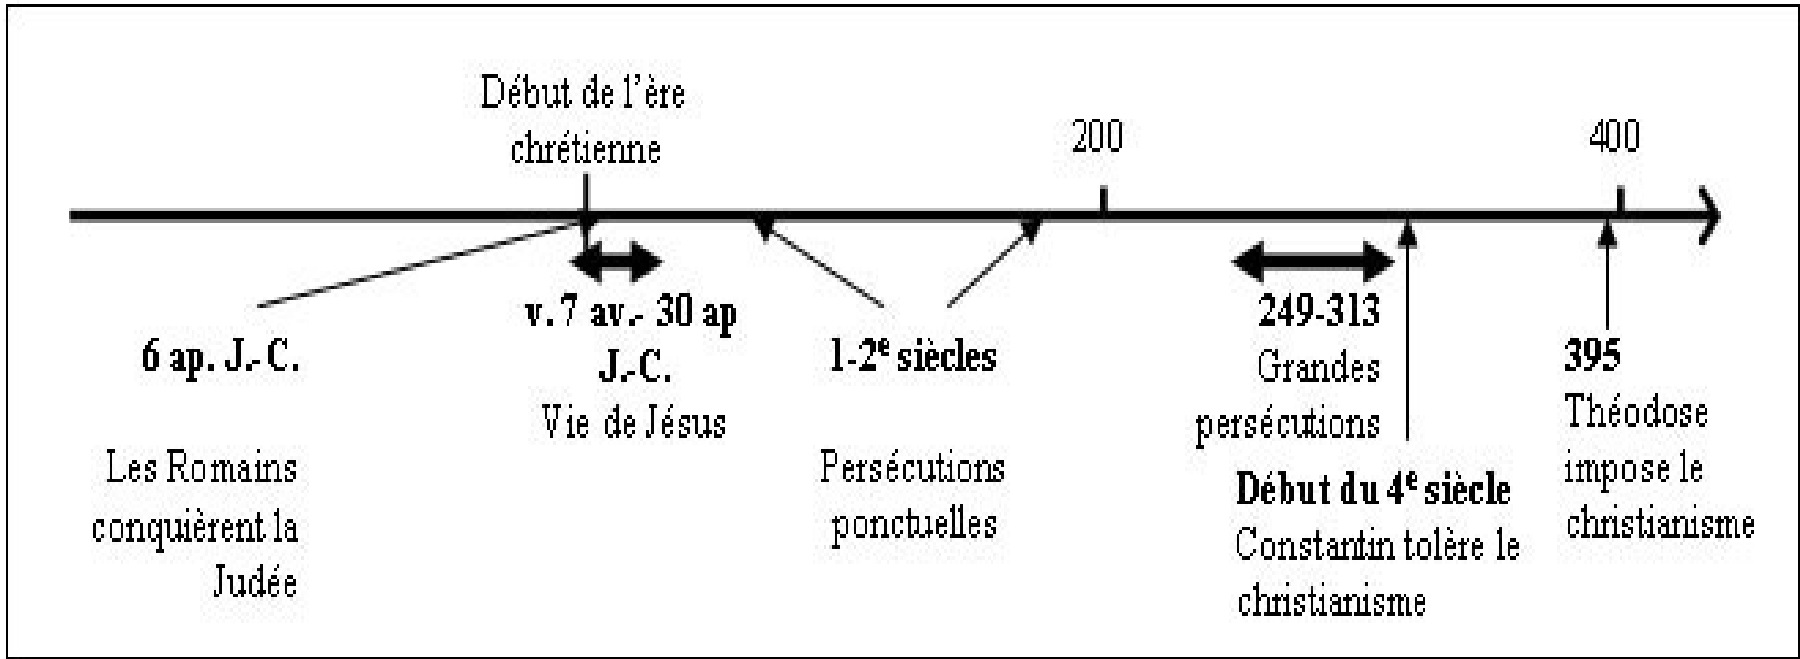 Début de l'ère
chrétienne
200
400
6 ap. J.-C.
Les Romains
conquièrent la
Judée
v. 7 av.- 30 ap
J.-C.
Vie de Jésus
1-2e siècles
Persécutions
ponctuelles
249-313
Grandes
persécutions
Début du 4e siècle
Constantin tolère le
christianisme
395
Théodose
impose le
christianisme